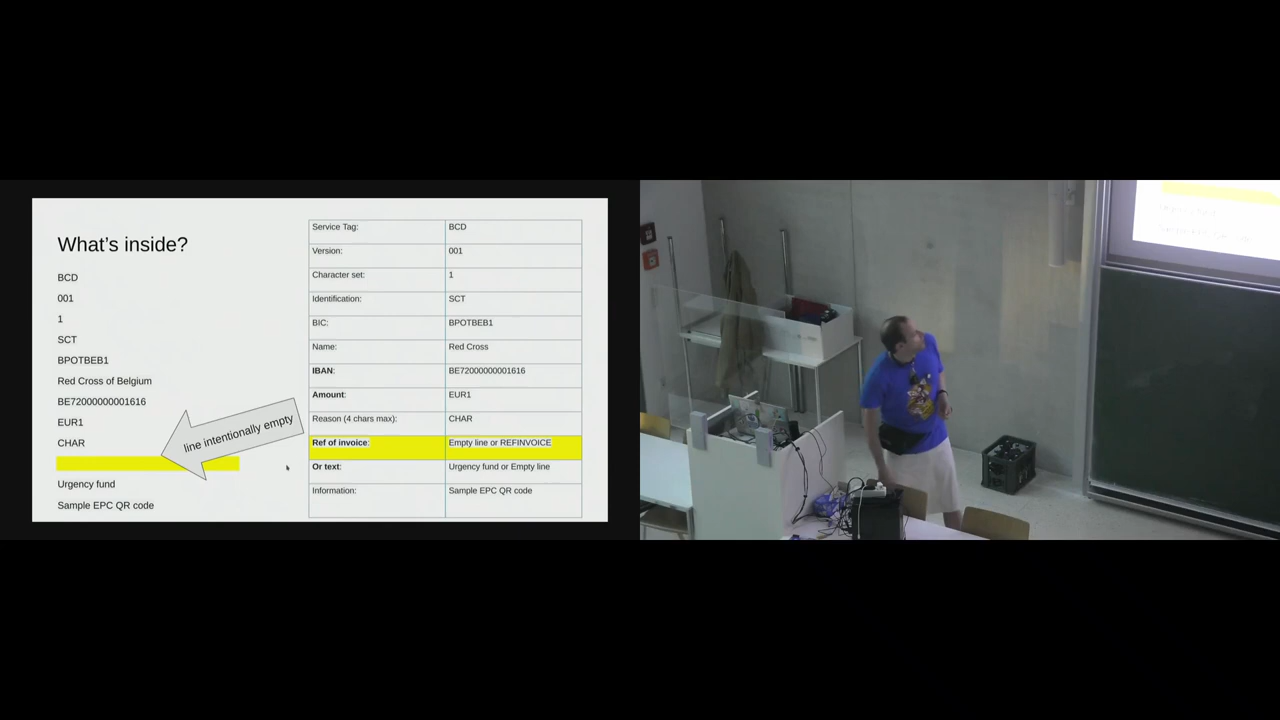 What's inside?
BCD
001
1
SCT
BPOTBEB1
Red Cross of Belgium
BE72000000001616
EUR1
CHAR
line intentionally empty
Urgency fund
Sample EPC QR code
Service Tag: BCD
Version: 001
Character set: 1
Identification: SCT
BIC: BPOTBEB1
Name: Red Cross
IBAN: BE72000000001616
Amount: EUR1
Reason (4 chars max): CHAR
Ref of invoice: Empty line or REFINVOICE
Or text: Urgency fund or Empty line
Information: Sample EPC QR code